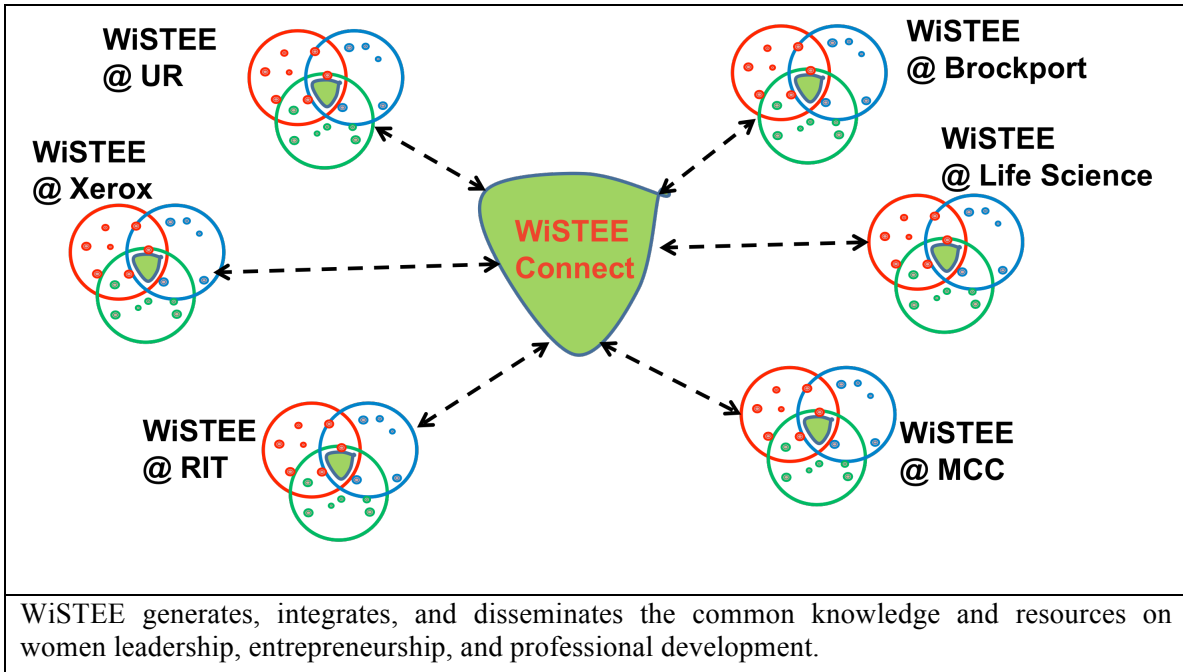 WiSTEE
@ UR
WiSTEE
@ Brockport
WiSTEE
@ Xerox
WiSTEE
@ Life Science
WiSTEE
Connect
WiSTEE
@ RIT
WiSTEE
@ MCC
WiSTEE generates, integrates, and disseminates the common knowledge and resources on
women leadership, entrepreneurship, and professional development.